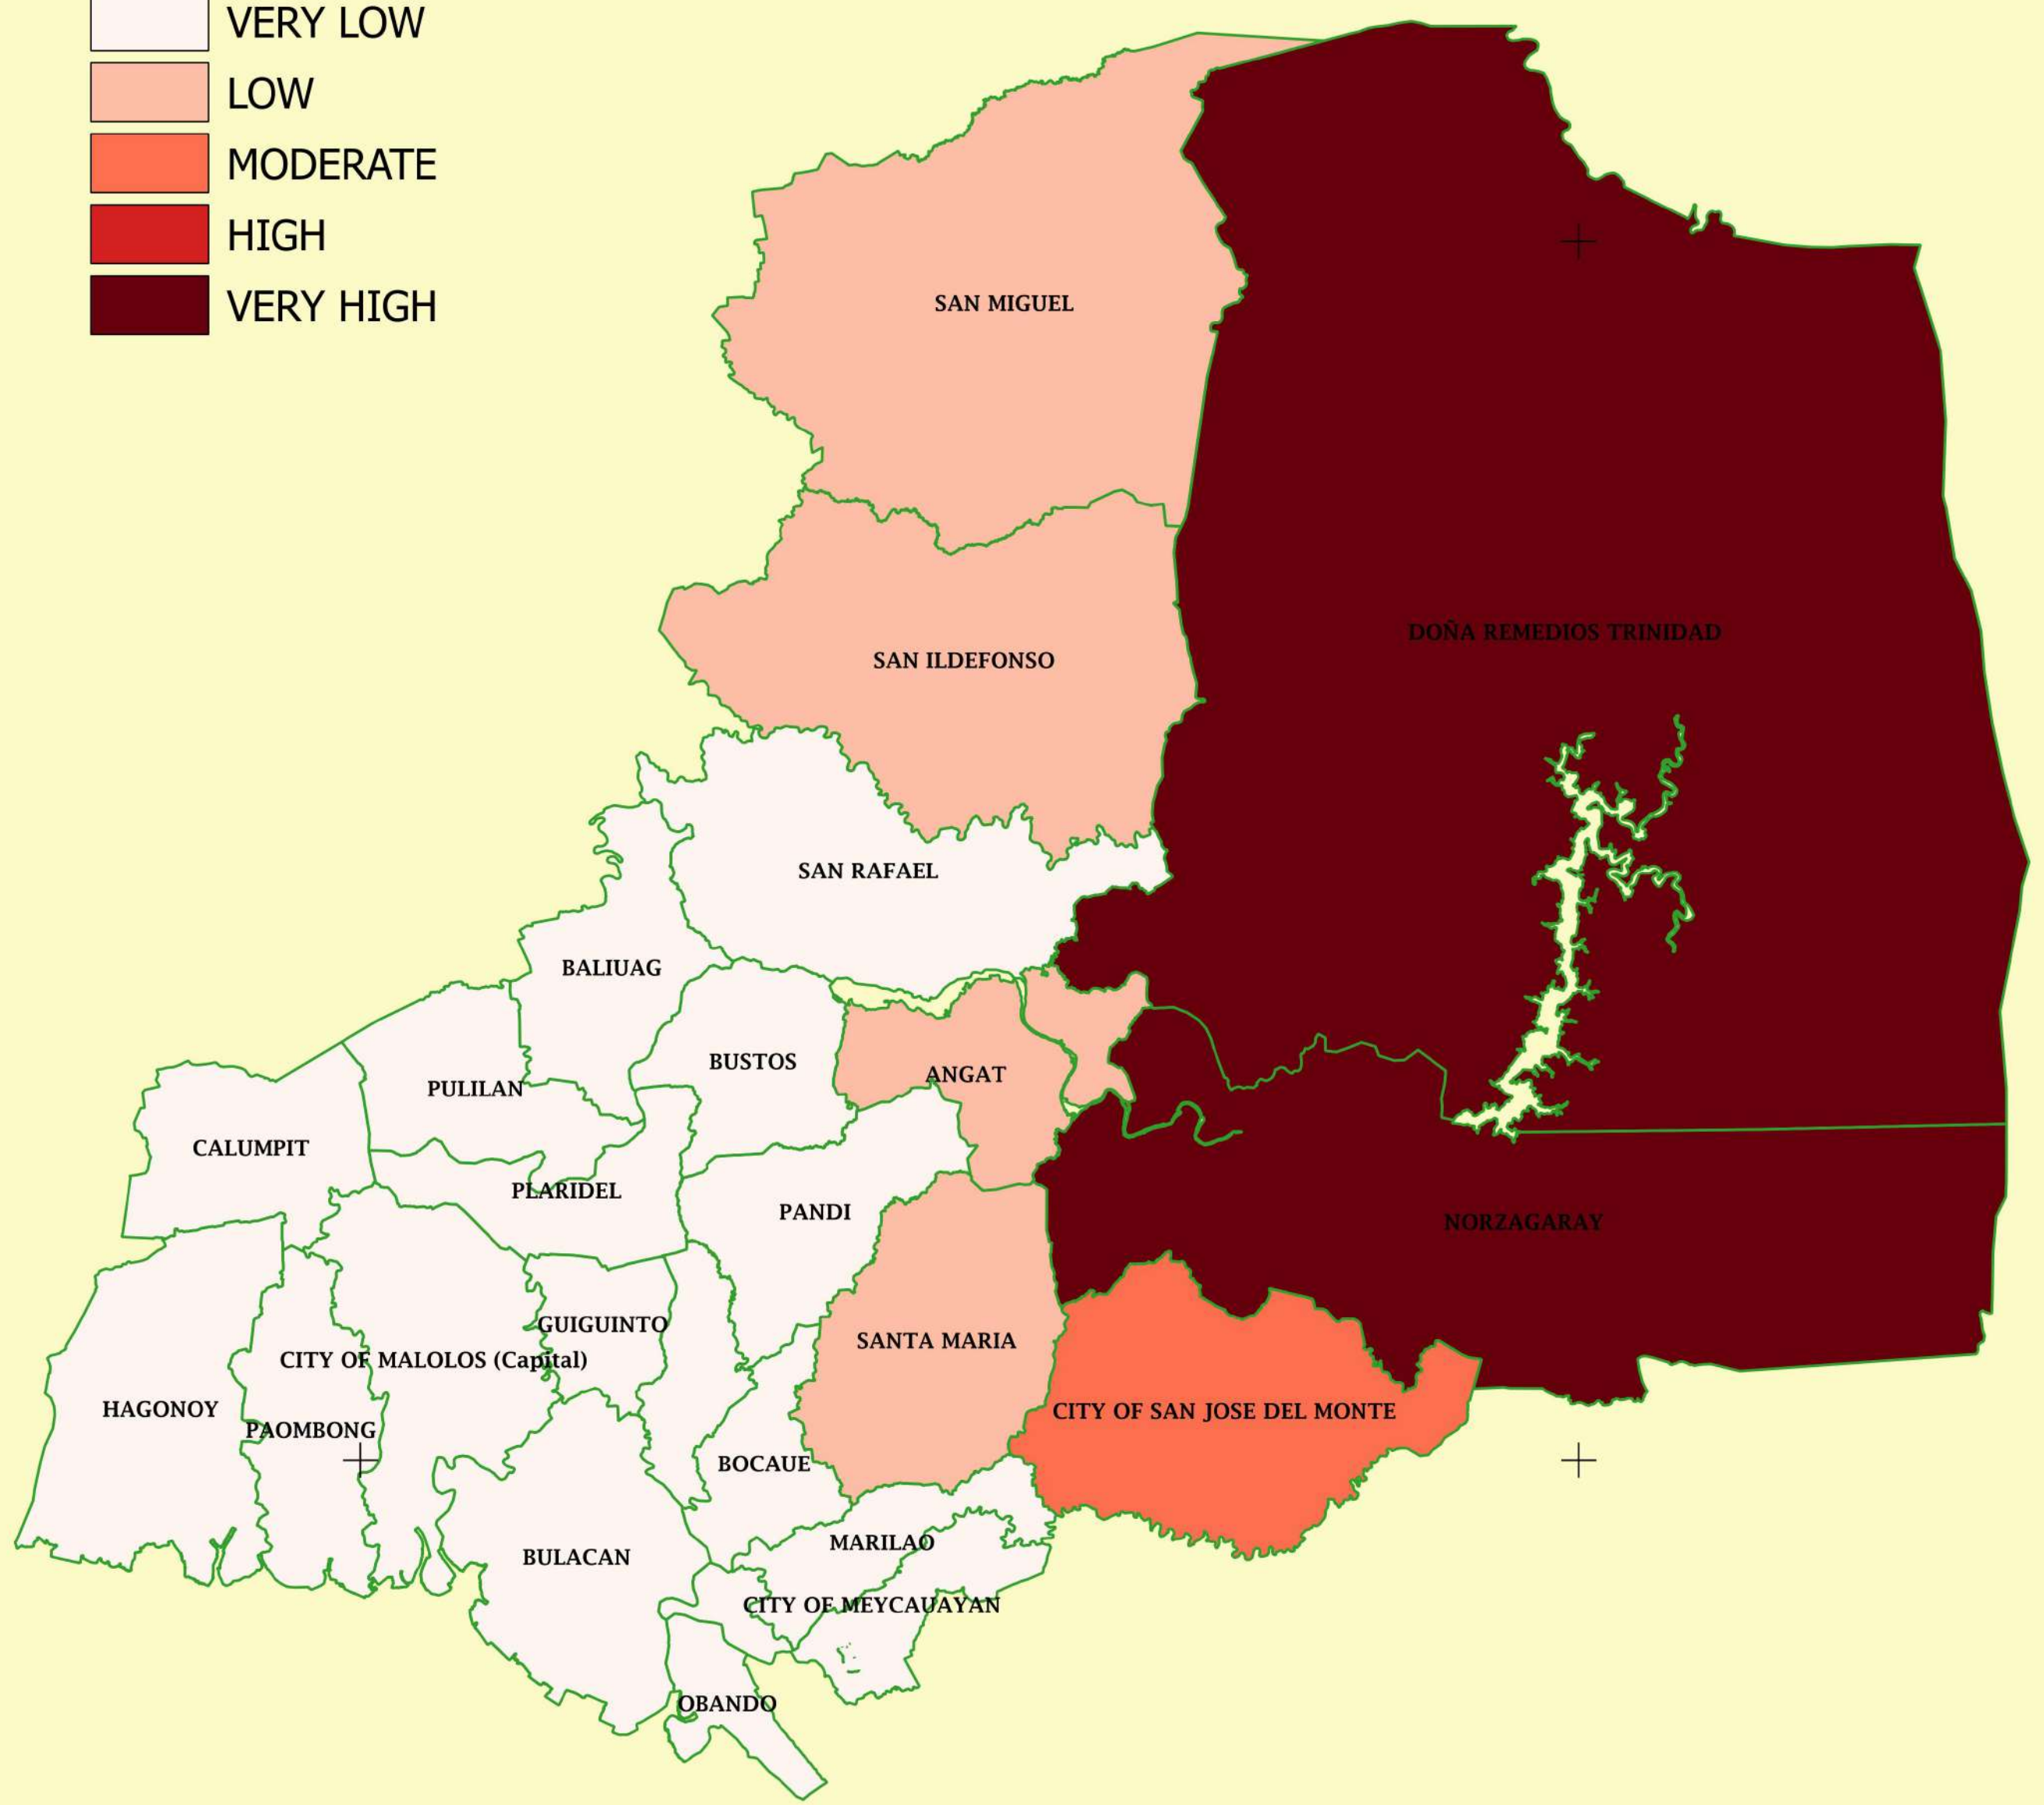 VERY LOW
LOW
MODERATE
HIGH
VERY HIGH
SAN MIGUEL
DOÑA REMEDIOS TRINIDAD
SAN ILDEFONSO
SAN RAFAEL
BALIUAG
BUSTOS
ANGAT
PULILAN
CALUMPIT
PLARIDEL
PANDI
NORZAGARAY
GUIGUINTO
SANTA MARIA
CITY OF MALOLOS (Capital)
HAGONOY
CITY OF SAN JOSE DEL MONTE
PAOMBONG
BOCAUE
MARILAO
BULACAN
CITY OF MEYCAUAYAN
OBANDO